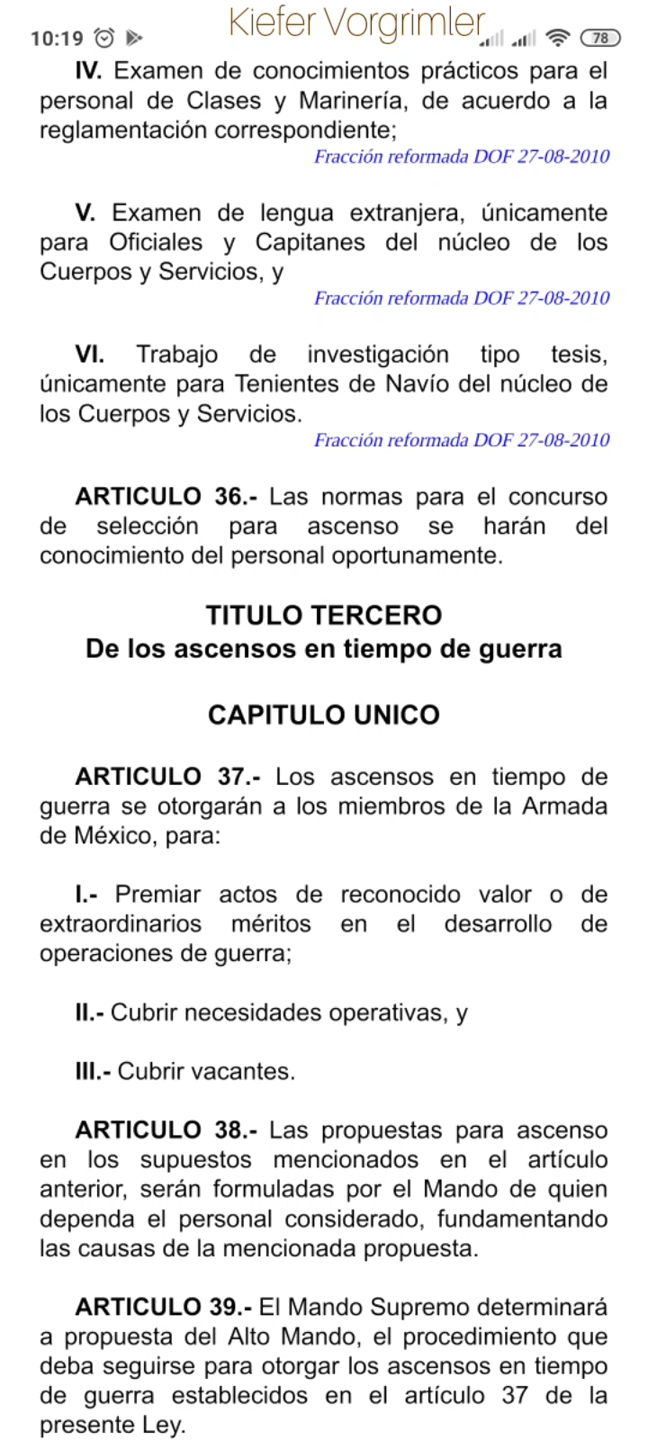 Kiefer Vorgrimler
10:19
78
IV. Examen de conocimientos prácticos para el
personal de Clases y Marinería, de acuerdo a la
reglamentación correspondiente;
Fracción reformada DOF 27-08-2010
V. Examen de lengua extranjera, únicamente
para Oficiales y Capitanes del núcleo de los
Cuerpos y Servicios, y
Fracción reformada DOF 27-08-2010
VI. Trabajo de investigación tipo tesis,
únicamente para Tenientes de Navío del núcleo de
los Cuerpos y Servicios.
Fracción reformada DOF 27-08-2010
ARTICULO 36.- Las normas para el concurso
de selección para ascenso se harán del
conocimiento del personal oportunamente.
TITULO TERCERO
De los ascensos en tiempo de guerra
CAPITULO UNICO
ARTICULO 37.- Los ascensos en tiempo de
guerra se otorgarán a los miembros de la Armada
de México, para:
I.- Premiar actos de reconocido valor o de
extraordinarios méritos en el desarrollo de
operaciones de guerra;
II.- Cubrir necesidades operativas, y
III.- Cubrir vacantes.
ARTICULO 38.- Las propuestas para ascenso
en los supuestos mencionados en el artículo
anterior, serán formuladas por el Mando de quien
dependa el personal considerado, fundamentando
las causas de la mencionada propuesta.
ARTICULO 39.- El Mando Supremo determinará
a propuesta del Alto Mando, el procedimiento que
deba seguirse para otorgar los ascensos en tiempo
de guerra establecidos en el artículo 37 de la
presente Ley.